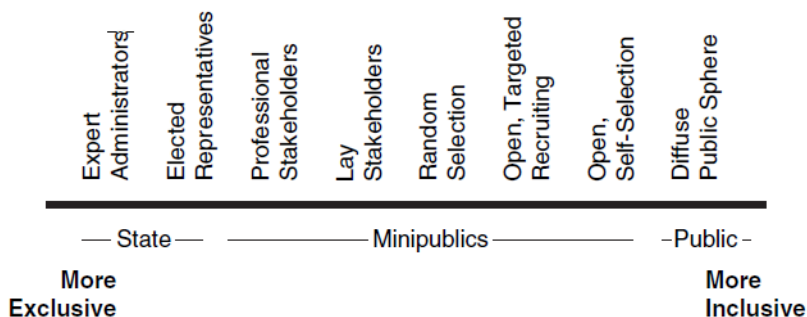 Expert
Administrators
Elected
Representatives
Professional
Stakeholders
Lay
Stakeholders
Random
Selection
Open, Targeted
Recruiting
Open,
Self-Selection
Diffuse
Public Sphere
State
Minipublics
Public
More
Exclusive
More
Inclusive